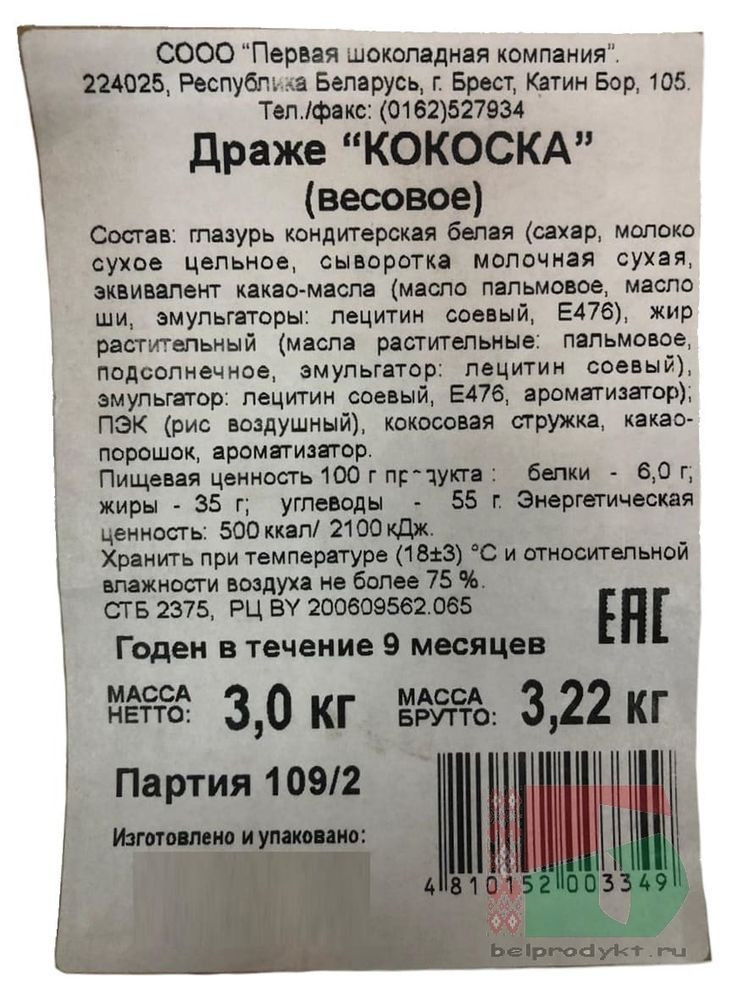 СООО "Первая шоколадная компания".
224025, Республика Беларусь, г. Брест, Катин Бор, 105.
Тел./факс: (0162)527934
Драже "КОКОСКА"
(весовое)
Состав: глазурь кондитерская белая (сахар, молоко
сухое цельное, сыворотка молочная сухая,
эквивалент какао-масла (масло пальмовое, масло
ши, эмульгаторы: лецитин соевый, Е476), жир
растительный (масла растительные: пальмовое,
подсолнечное, эмульгатор: лецитин соевый),
эмульгатор: лецитин соевый, Е476, ароматизатор);
ПЭК (рис воздушный), кокосовая стружка, какао-
порошок, ароматизатор.
Пищевая ценность 100 г продукта : белки - 6,0 г;
жиры - 35 г; углеводы - 55 г. Энергетическая
ценность: 500 ккал/ 2100 кДж.
Хранить при температуре (18±3) °С и относительной
влажности воздуха не более 75 %.
СТБ 2375, РЦ BY 200609562.065
ЕАС
Годен в течение 9 месяцев
МАССА НЕТТО: 3,0 кг МАССА БРУТТО: 3,22 кг
Партия 109/2
Изготовлено и упаковано:
4 810152 003349
belprodykt.ru